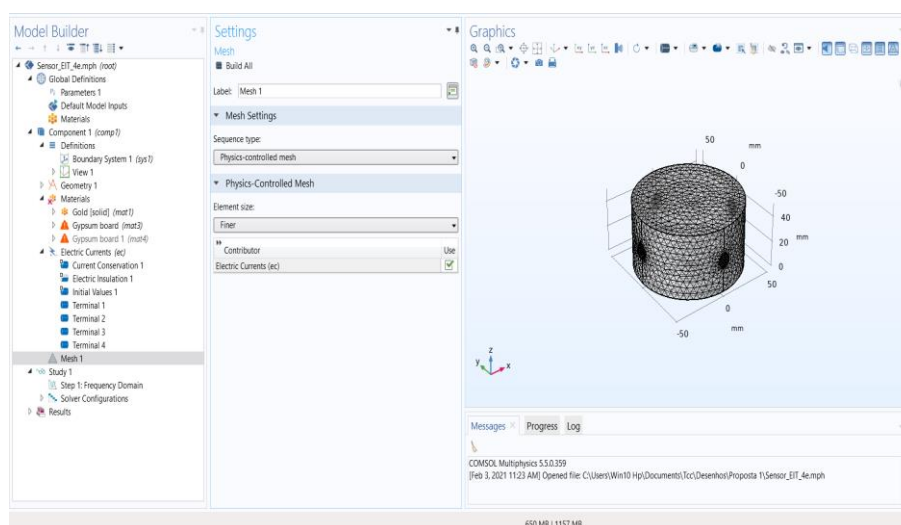 Model Builder
Sensor_EIT_4e.mph (root)
Global Definitions
Parameters 1
Default Model Inputs
Materials
Component 1 (comp1)
Definitions
Boundary System 1 (sys1)
View 1
Geometry 1
Materials
Gold [solid] (mat1)
Gypsum board (mat3)
Gypsum board 1 (mat4)
Electric Currents (ec)
Current Conservation 1
Electric Insulation 1
Initial Values 1
Terminal 1
Terminal 2
Terminal 3
Terminal 4
Mesh 1
Study 1
Step 1: Frequency Domain
Solver Configurations
Results
Settings
Mesh
Build All
Label: Mesh 1
Mesh Settings
Sequence type:
Physics-controlled mesh
Physics-Controlled Mesh
Element size:
Finer
Contributor Use
Electric Currents (ec)
Graphics
50 mm
0
-50
40
20 mm
0
50
0
-50 mm
z
y x
Messages Progress Log
COMSOL Multiphysics 5.5.0.359
[Feb 3, 2021 11:23 AM] Opened file: C:\Users\Win10 Hp\Documents\Tcc\Desenhos\Proposta 1\Sensor_EIT_4e.mph
650 MB | 1157 MB